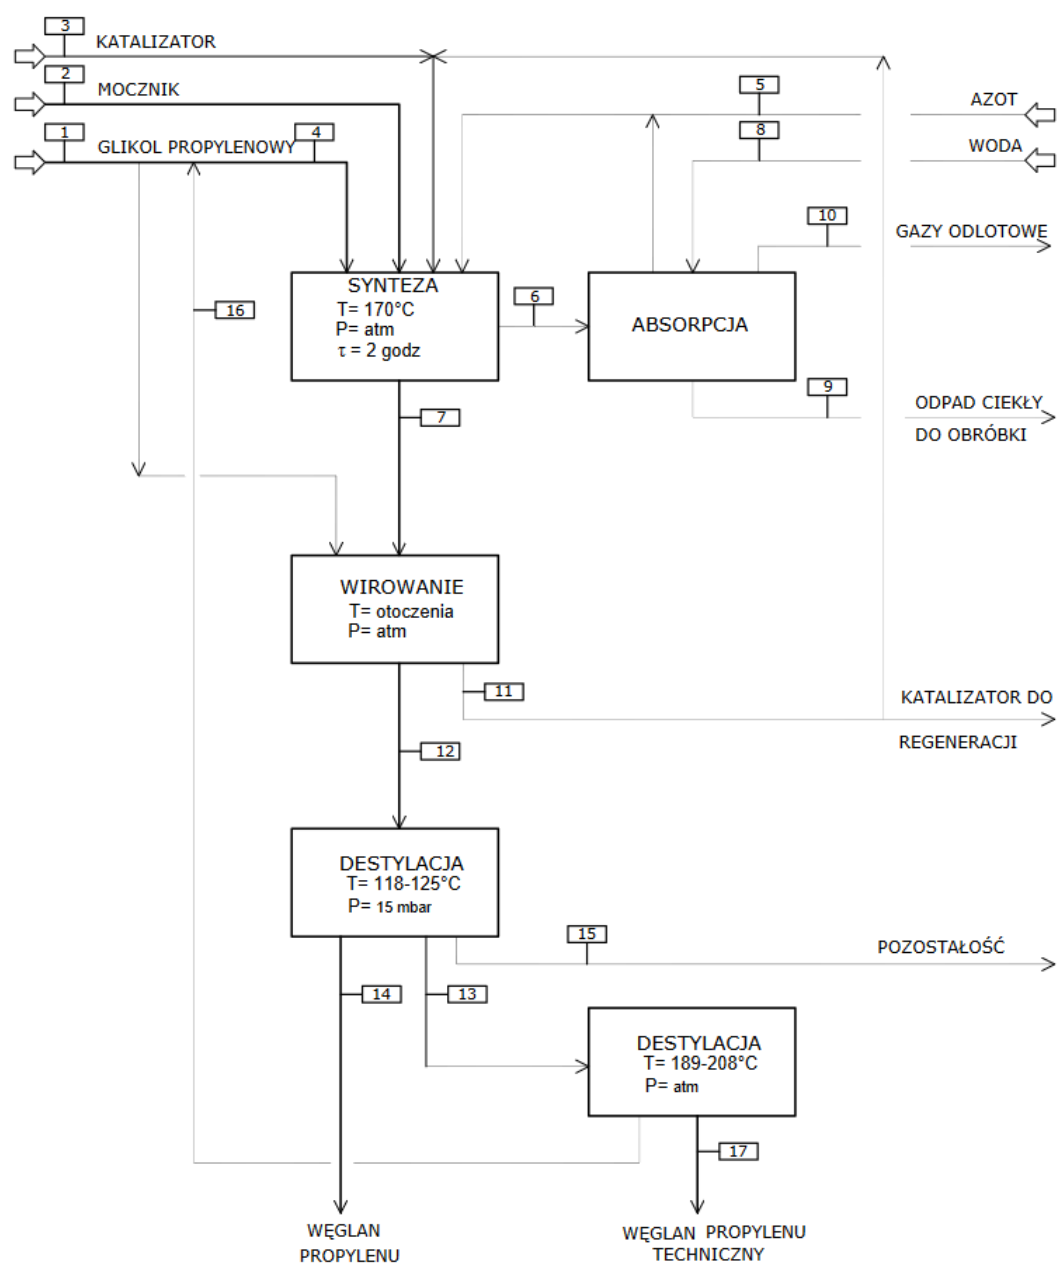 3
KATALIZATOR
2
MOCZNIK
5
AZOT
1
GLIKOL PROPYLENOWY
4
8
WODA
10
GAZY ODLOTOWE
SYNTEZA
T= 170°C
P= atm
τ = 2 godz
16
6
ABSORPCJA
9
ODPAD CIEKŁY
DO OBRÓBKI
7
WIROWANIE
T= otoczenia
P= atm
11
KATALIZATOR DO
REGENERACJI
12
DESTYLACJA
T= 118-125°C
P= 15 mbar
15
POZOSTAŁOŚĆ
14
13
DESTYLACJA
T= 189-208°C
P= atm
17
WĘGLAN
PROPYLENU
WĘGLAN PROPYLENU
TECHNICZNY